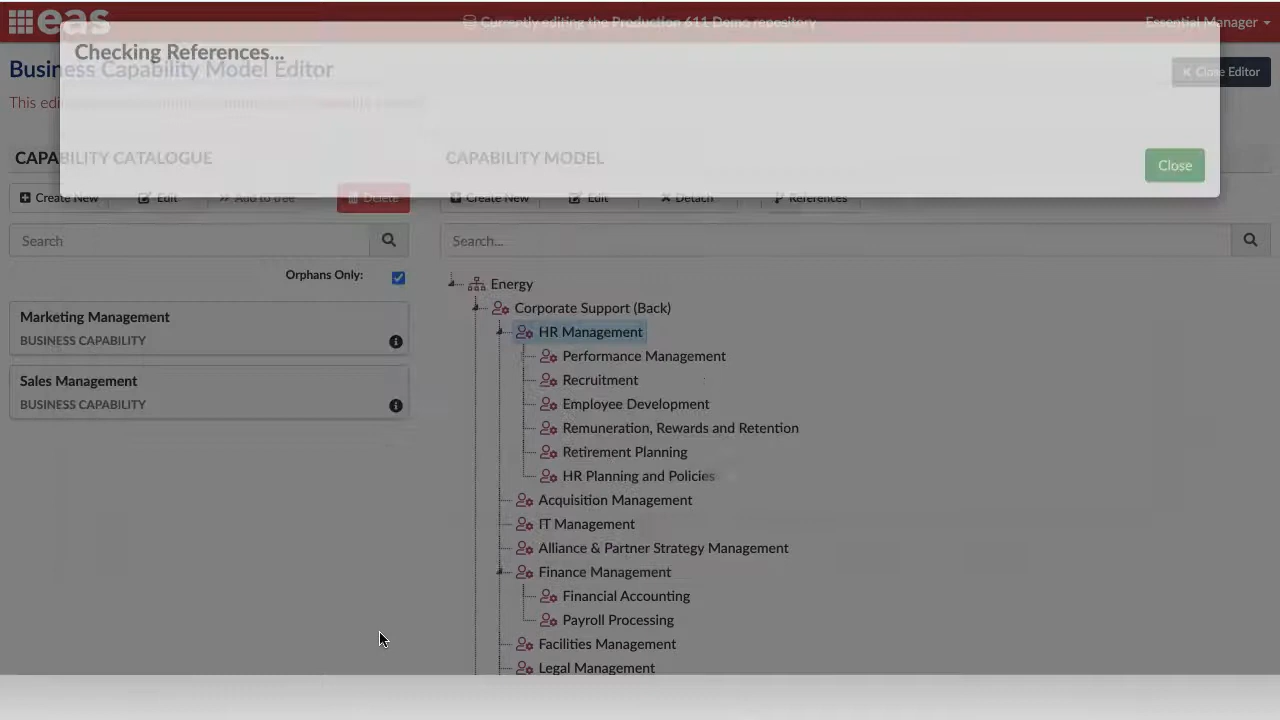 eas
Currently editing the Production 611 Demo repository
Essential Manager
Checking References...
Business Capability Model Editor
Close Editor
This
CAPABILITY CATALOGUE
CAPABILITY MODEL
Close
Create New
Edit
Add to tree
Delete
Create New
Edit
Detach
References
Search
Search...
Orphans Only:
Energy
Corporate Support (Back)
Marketing Management
BUSINESS CAPABILITY
HR Management
Performance Management
Sales Management
BUSINESS CAPABILITY
Recruitment
Employee Development
Remuneration, Rewards and Retention
Retirement Planning
HR Planning and Policies
Acquisition Management
IT Management
Alliance & Partner Strategy Management
Finance Management
Financial Accounting
Payroll Processing
Facilities Management
Legal Management